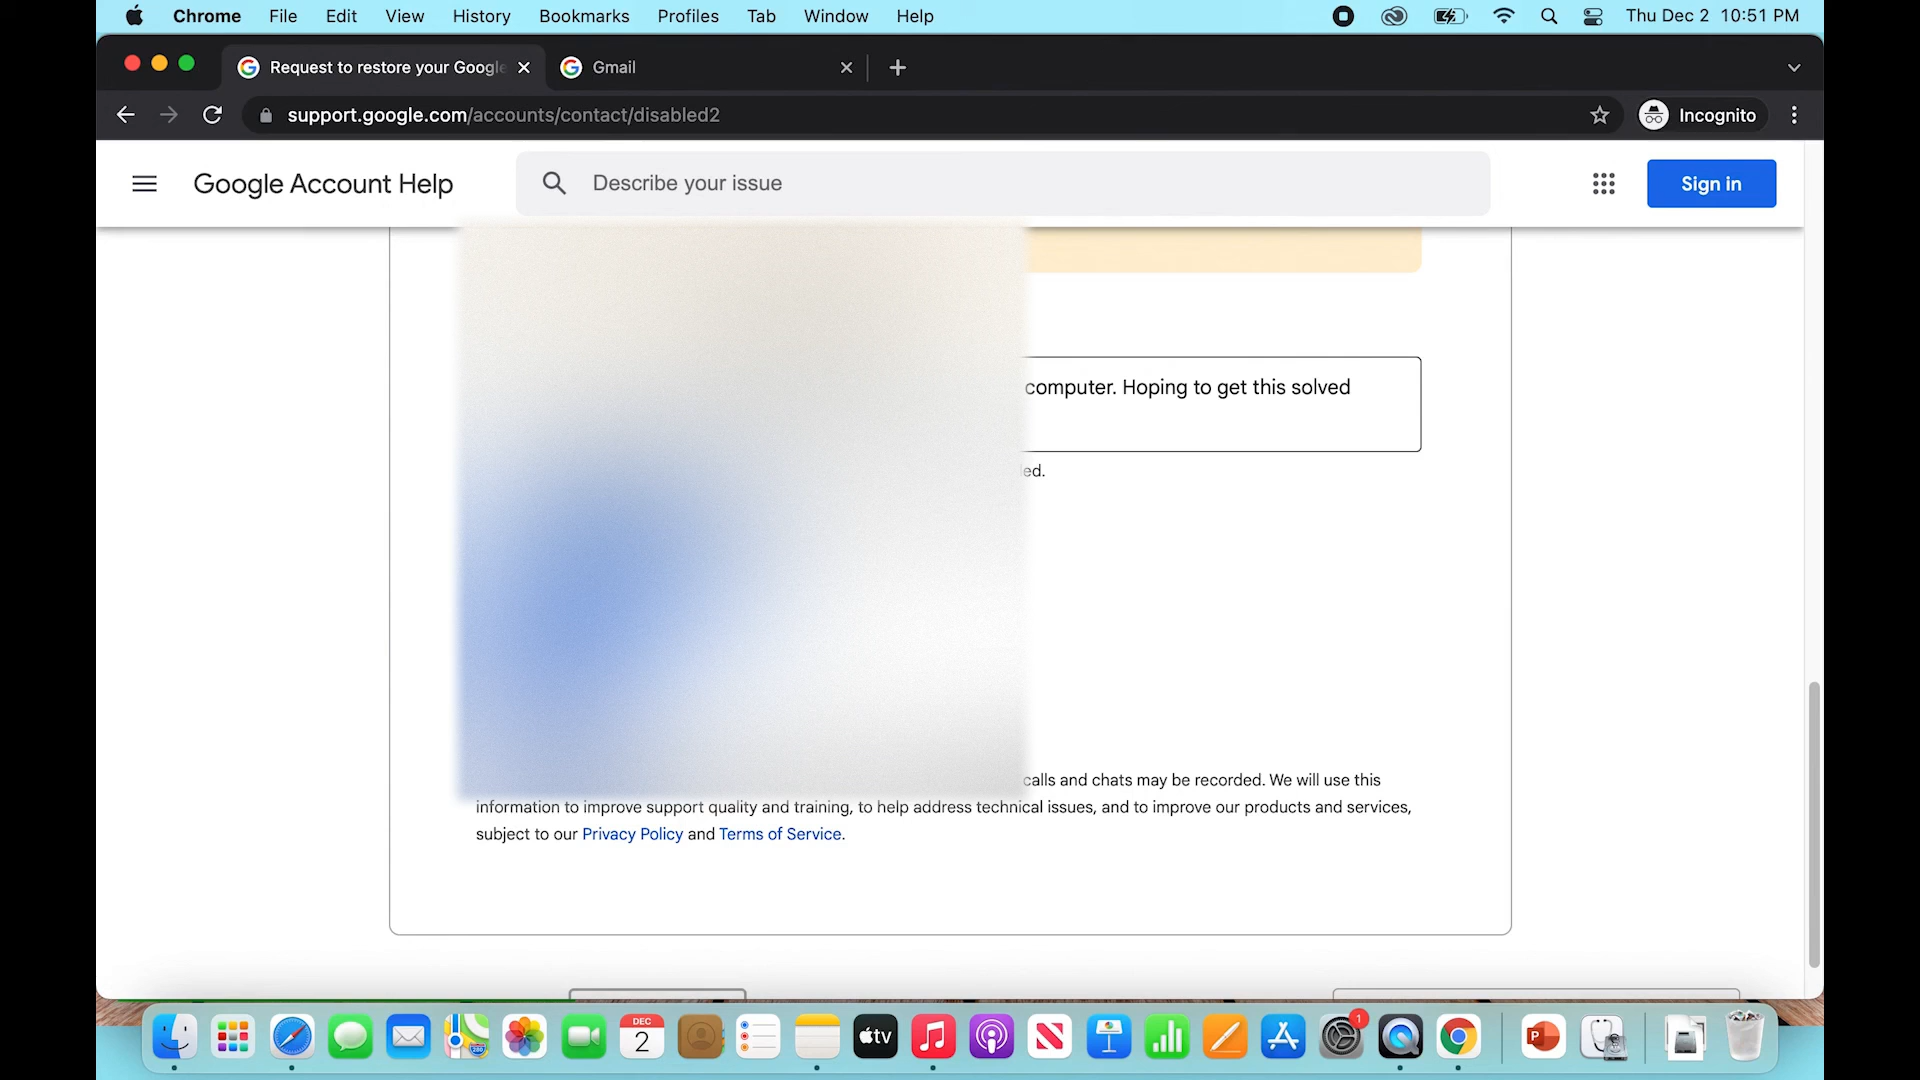 Chrome File Edit View History Bookmarks Profiles Tab Window Help Thu Dec 2 10:51 PM
Request to restore your Google Gmail
support.google.com/accounts/contact/disabled2 Incognito
Google Account Help Describe your issue Sign in
computer. Hoping to get this solved
ed.
calls and chats may be recorded. We will use this
information to improve support quality and training, to help address technical issues, and to improve our products and services,
subject to our Privacy Policy and Terms of Service.
DEC
2
tv
1
P
280